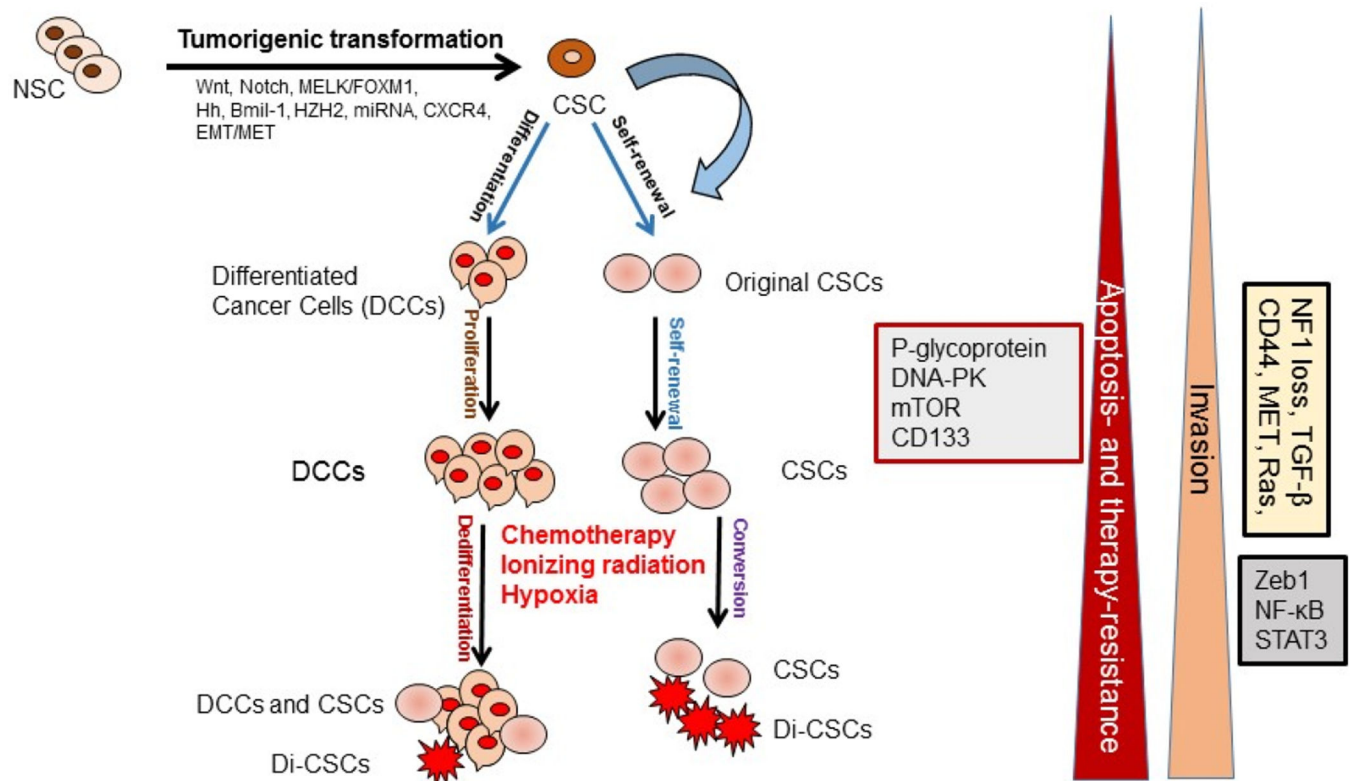 NSC
Tumorigenic transformation
Wnt, Notch, MELK/FOXM1,
Hh, Bmil-1, HZH2, miRNA, CXCR4,
EMT/MET
CSC
Differentiation
Self-renewal
Differentiated
Cancer Cells (DCCs)
Original CSCs
Proliferation
Self-renewal
DCCs
CSCs
Dedifferentiation
Chemotherapy
Ionizing radiation
Hypoxia
Conversion
DCCs and CSCs
Di-CSCs
CSCs
Di-CSCs
P-glycoprotein
DNA-PK
mTOR
CD133
Apoptosis- and therapy-resistance
Invasion
NF1 loss, TGF-β
CD44, MET, Ras,
Zeb1
NF-κB
STAT3